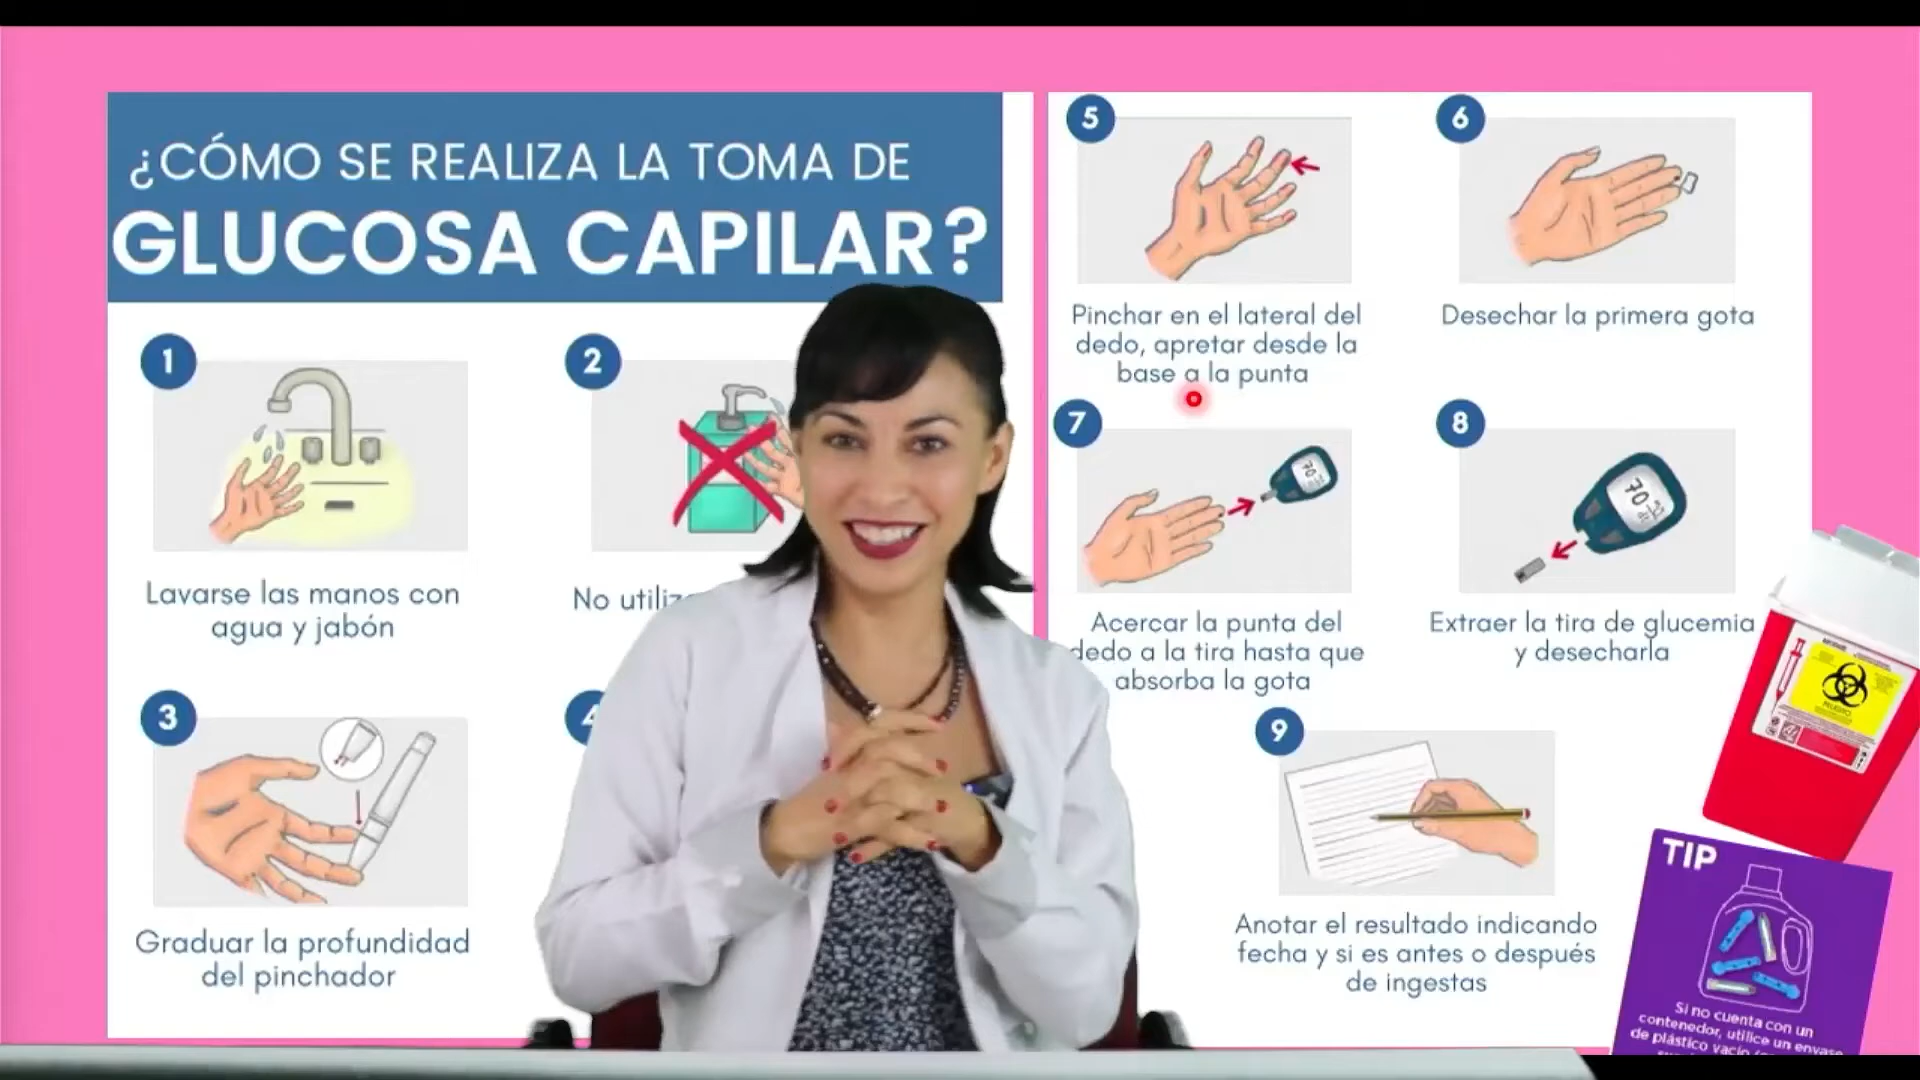 ¿CÓMO SE REALIZA LA TOMA DE
GLUCOSA CAPILAR?
1
Lavarse las manos con
agua y jabón
2
No
3
Graduar la profundidad
del pinchador
4
5
Pinchar en el lateral del
dedo, apretar desde la
base a la punta
6
Desechar la primera gota
7
70
Acercar la punta del
dedo a la tira hasta que
absorba la gota
8
70
Extraer la tira de glucemia
y desecharla
9
Anotar el resultado indicando
fecha y si es antes o después
de ingestas
TIP
Si no cuenta con un
contenedor, utilice un envase
de plástico vacío